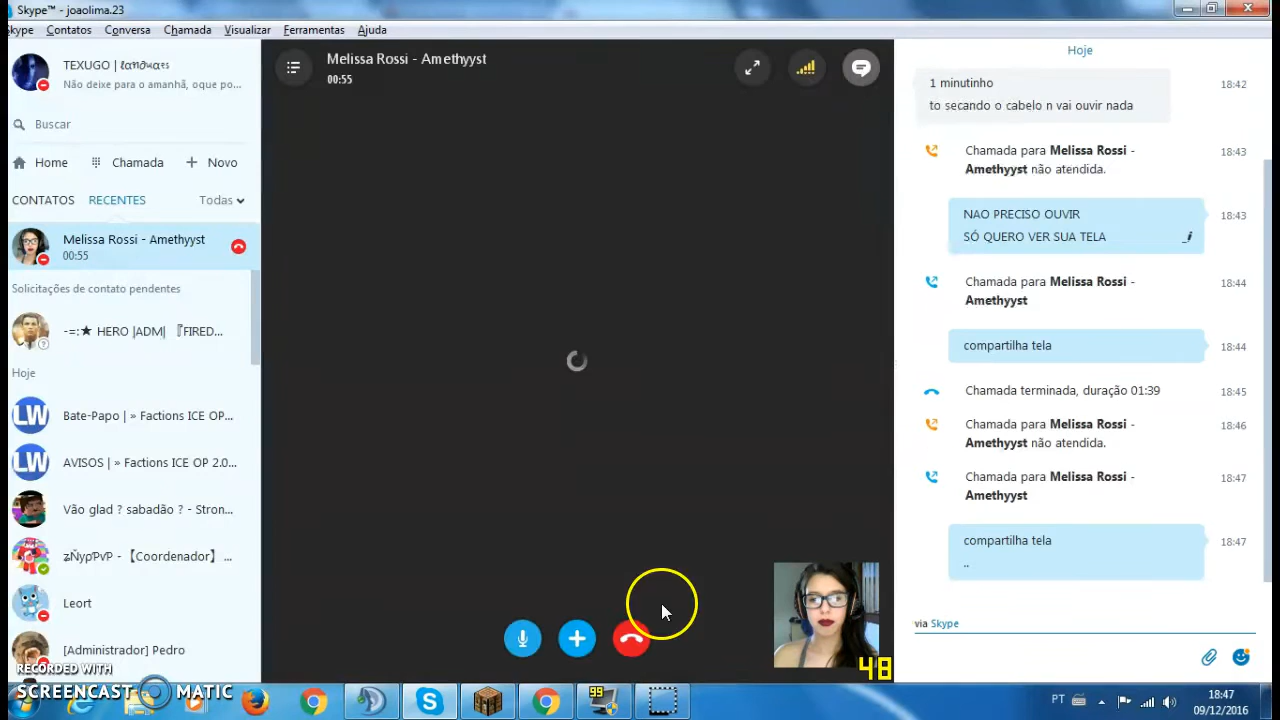 Skype™ - joaolima.23
Skype Contatos Conversa Chamada Visualizar Ferramentas Ajuda
TEXUGO |
Não deixe para o amanhã, oque po...
Buscar
Home Chamada Novo
CONTATOS RECENTES Todas
Melissa Rossi - Amethyyst
00:55
Solicitações de contato pendentes
-=:★ HERO |ADM| 『FIRED...
Hoje
LW Bate-Papo | » Factions ICE OP...
LW AVISOS | » Factions ICE OP 2.0...
Vão glad ? sabadão ? - Stron...
【Coordenador】 ...
Leort
[Administrador] Pedro
RECORDED WITH
SCREENCAST MATIC
Melissa Rossi - Amethyyst
00:55
48
Hoje
1 minutinho 18:42
to secando o cabelo n vai ouvir nada
Chamada para Melissa Rossi - 18:43
Amethyyst não atendida.
NAO PRECISO OUVIR 18:43
SÓ QUERO VER SUA TELA
Chamada para Melissa Rossi - 18:44
Amethyyst
compartilha tela 18:44
Chamada terminada, duração 01:39 18:45
Chamada para Melissa Rossi - 18:46
Amethyyst não atendida.
Chamada para Melissa Rossi - 18:47
Amethyyst
compartilha tela 18:47
..
via Skype
99
PT 18:47
09/12/2016